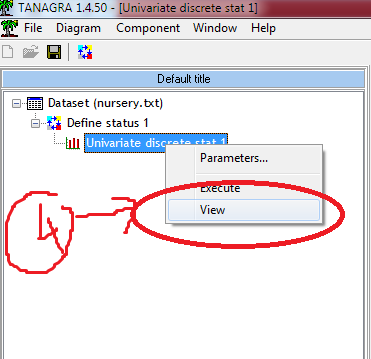 TANAGRA 1.4.50 - [Univariate discrete stat 1]
File Diagram Component Window Help
Default title
Dataset (nursery.txt)
Define status 1
Univariate discrete stat 1
Parameters...
Execute
View